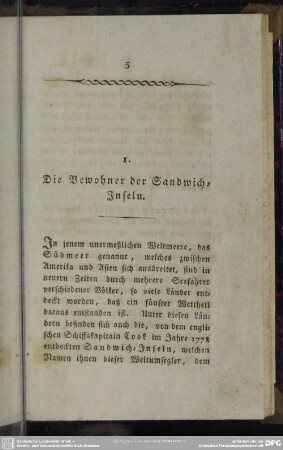 5
1.
Die Bewohner der Sandwich-
Inseln.
In jenem unermeßlichen Weltmeere, das
Südmeer genannt, welches zwischen
Amerika und Asien sich ausbreitet, sind in
neuern Zeiten durch mehrere Seefahrer
verschiedener Völker, so viele Länder ent-
deckt worden, daß ein fünfter Welttheil
daraus entstanden ist. Unter diesen Län-
dern befinden sich auch die, von dem engli-
schen Schiffskapitain Cook im Jahre 1778
entdeckten Sandwich-Inseln, welchen
Namen ihnen dieser Weltumsegler, dem